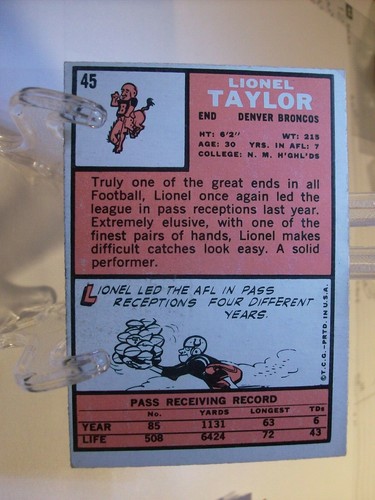 45
LIONEL
TAYLOR
END DENVER BRONCOS
HT: 6'2" WT: 215
AGE: 30 YRS. IN AFL: 7
COLLEGE: N. M. H'GHL'DS
Truly one of the great ends in all
Football, Lionel once again led the
league in pass receptions last year.
Extremely elusive, with one of the
finest pairs of hands, Lionel makes
difficult catches look easy. A solid
performer.
LIONEL LED THE AFL IN PASS
RECEPTIONS FOUR DIFFERENT
YEARS.
©T.C.G.—PRTD. IN U.S.A.
PASS RECEIVING RECORD
No. YARDS LONGEST TDs
YEAR 85 1131 63 6
LIFE 508 6424 72 43